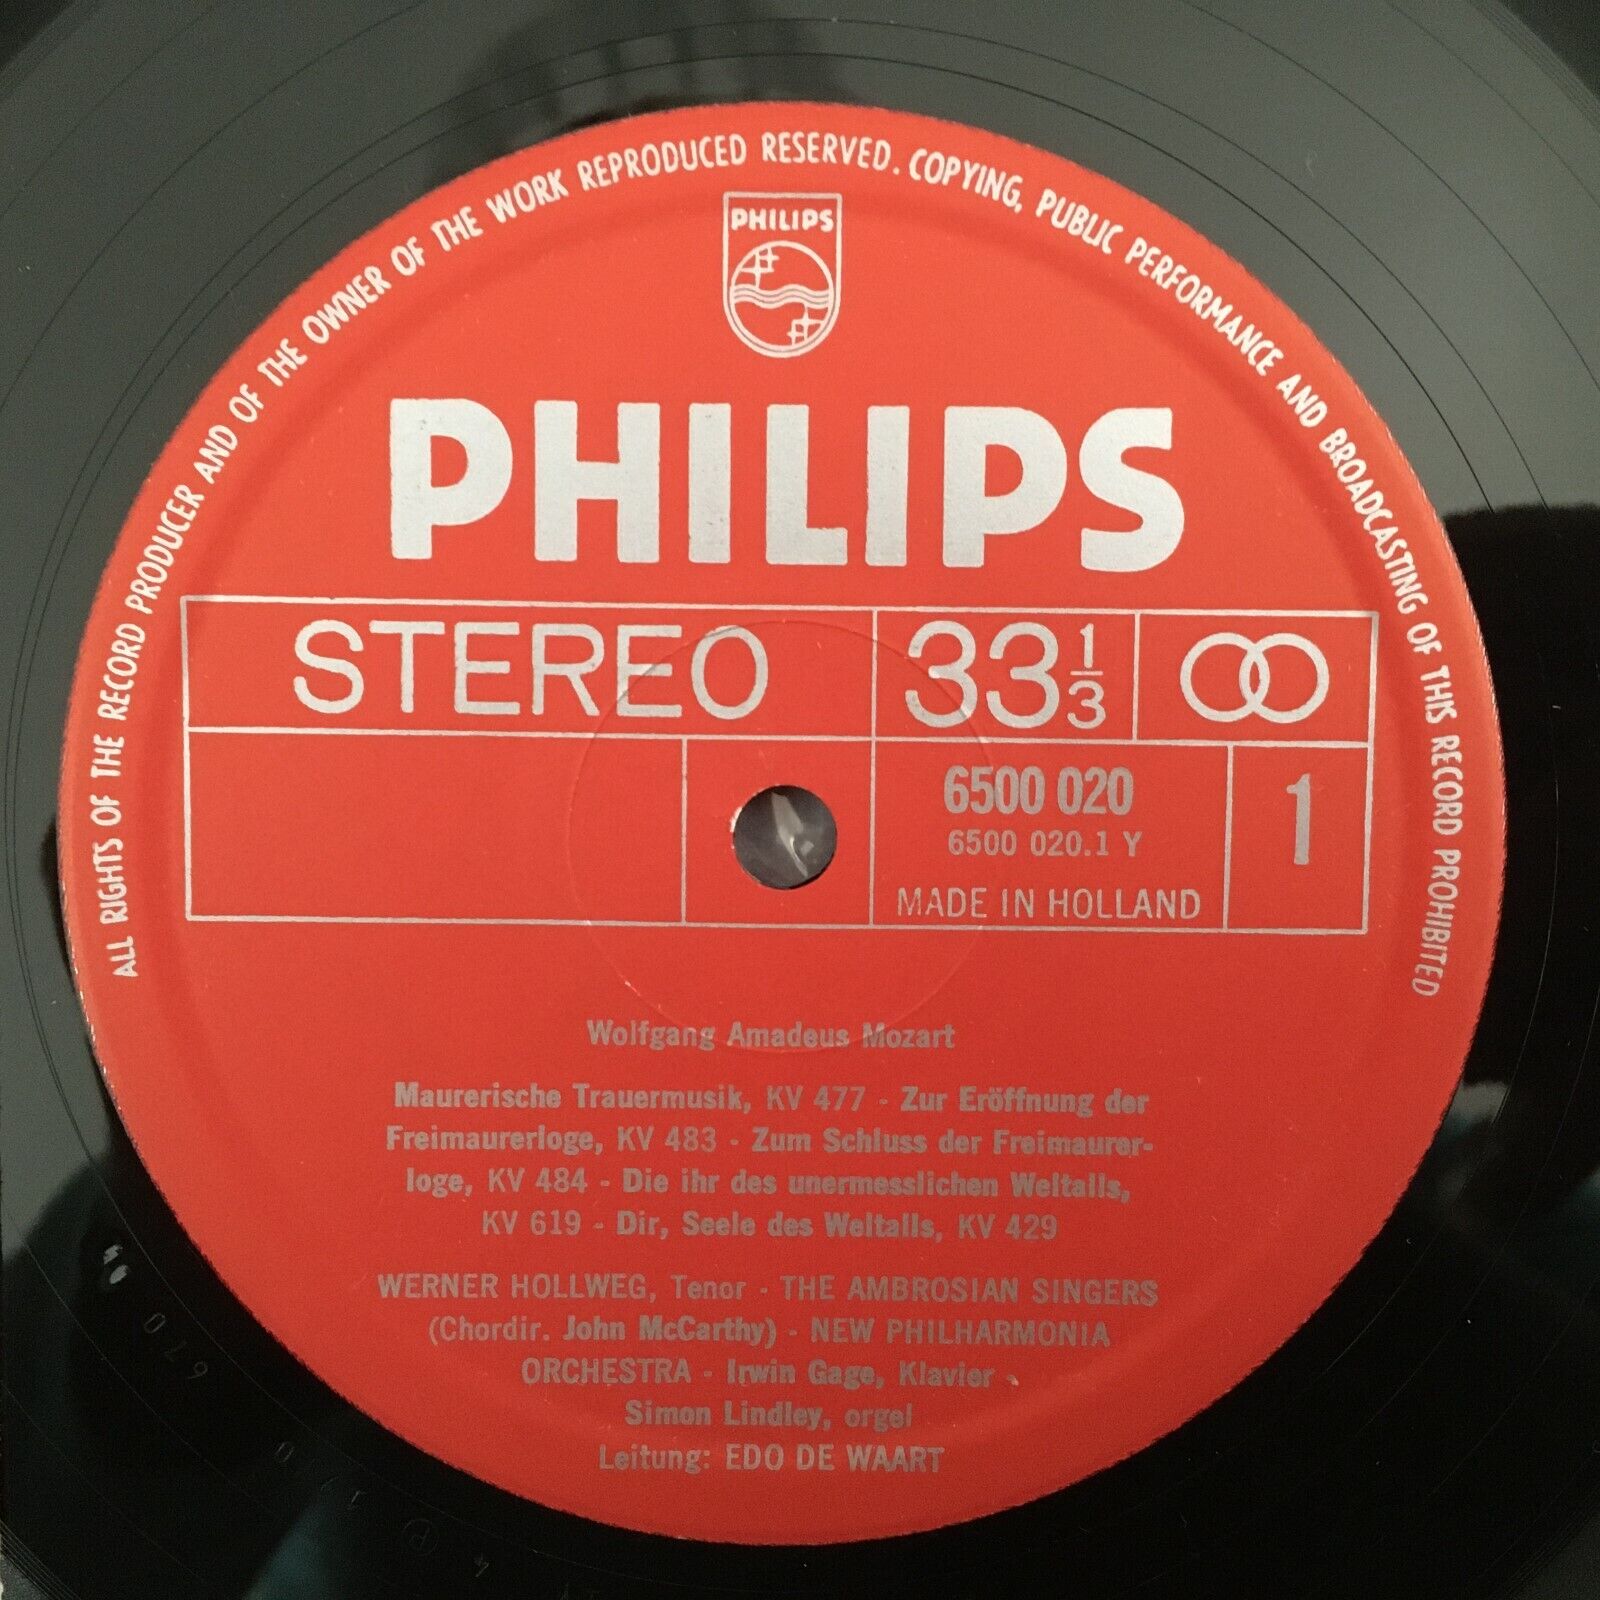 ALL RIGHTS OF THE RECORD PRODUCER AND OF THE OWNER OF THE WORK REPRODUCED RESERVED. COPYING, PUBLIC PERFORMANCE AND BROADCASTING OF THIS RECORD PROHIBITED
PHILIPS
PHILIPS
STEREO
33 1/3
6500 020
6500 020.1 Y
MADE IN HOLLAND
1
Wolfgang Amadeus Mozart
Maurerische Trauermusik, KV 477 - Zur Eröffnung der
Freimaurerloge, KV 483 - Zum Schluss der Freimaurer-
loge, KV 484 - Die ihr des unermesslichen Weltalls,
KV 619 - Dir, Seele des Weltalls, KV 429
WERNER HOLLWEG, Tenor - THE AMBROSIAN SINGERS
(Chordir. John McCarthy) - NEW PHILHARMONIA
ORCHESTRA - Irwin Gage, Klavier -
Simon Lindley, orgel
Leitung: EDO DE WAART
670